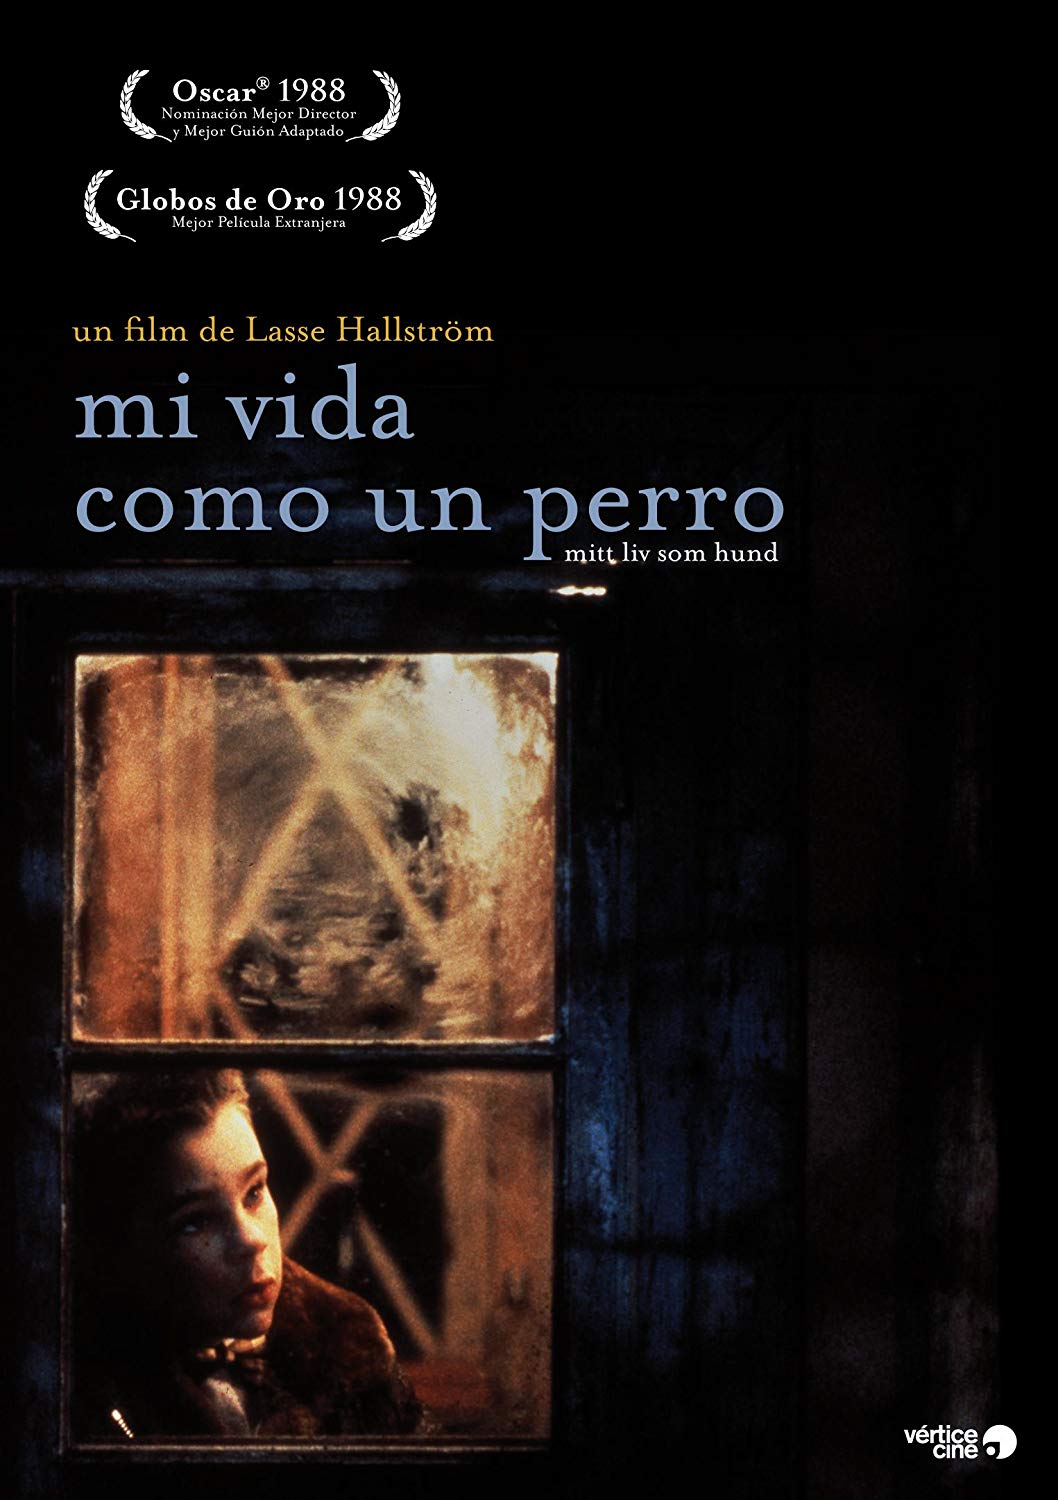 Oscar® 1988
Nominación Mejor Director
y Mejor Guión Adaptado
Globos de Oro 1988
Mejor Película Extranjera
un film de Lasse Hallström
mi vida
como un perro
mitt liv som hund
vértice
cine